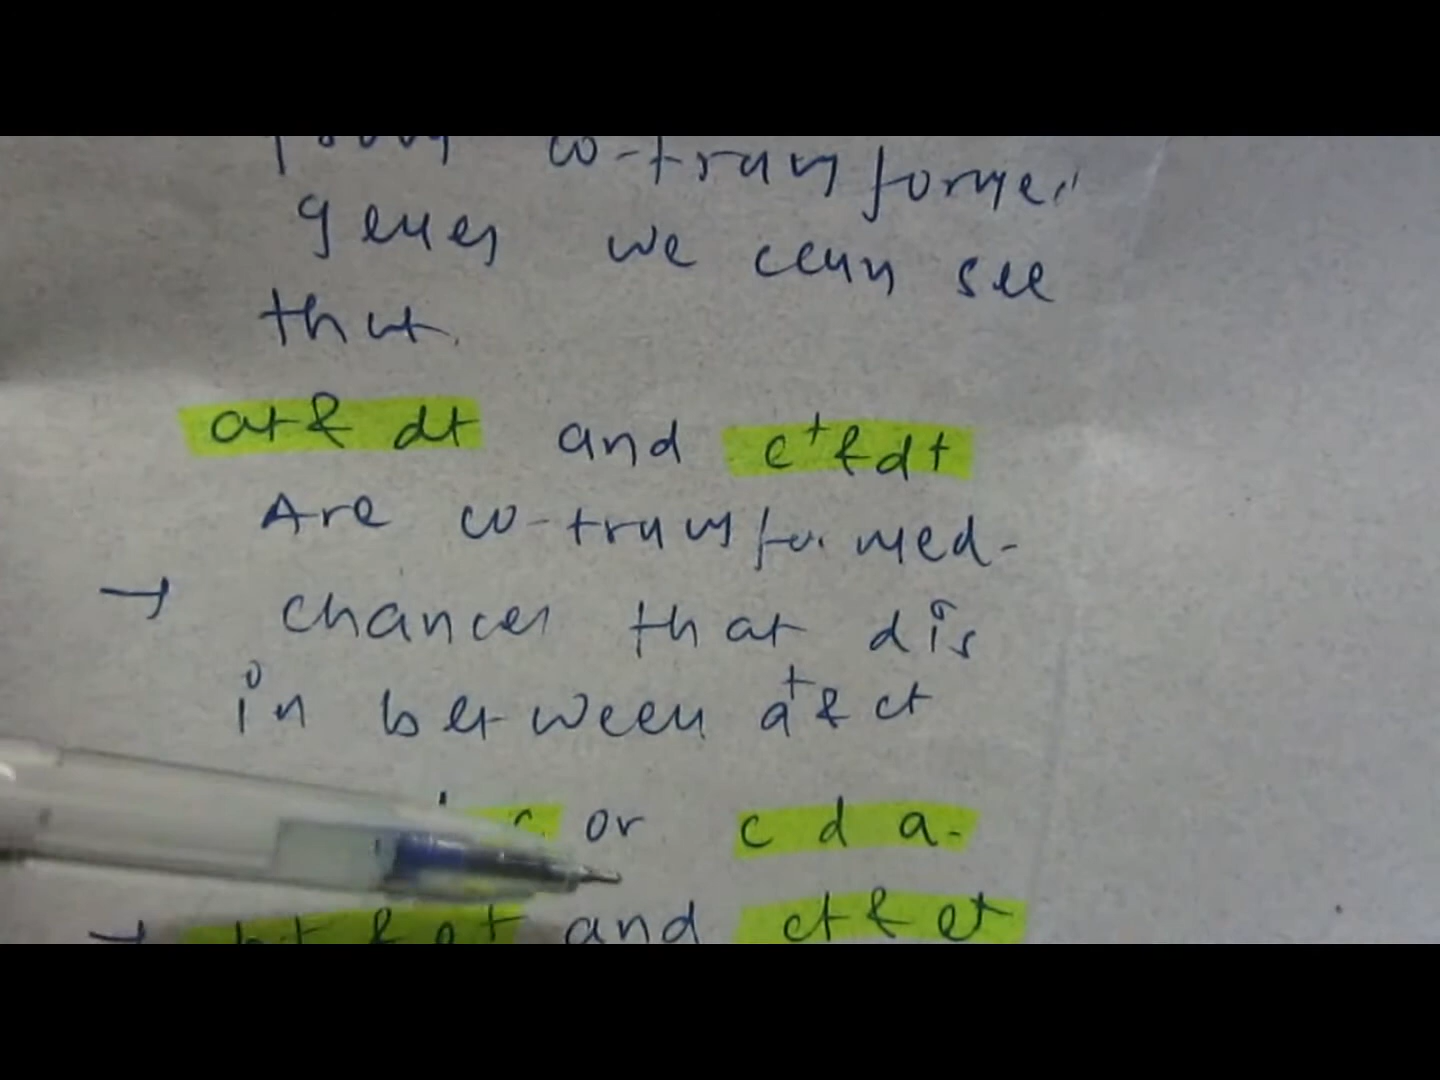 co-transformed
genes we can see
that.
a+ & d+ and c+ & d+
Are co-transformed-
→ chances that d is
in between a+ & c+
c or c d a.
→ b+ & e+ and c+ & e+